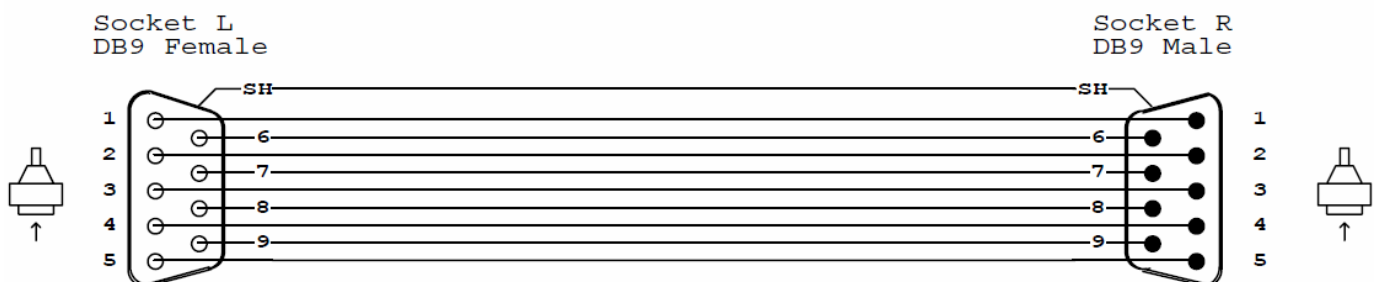 Socket L
DB9 Female
Socket R
DB9 Male
SH SH
1 1
6 6
2 2
7 7
3 3
8 8
4 4
9 9
5 5